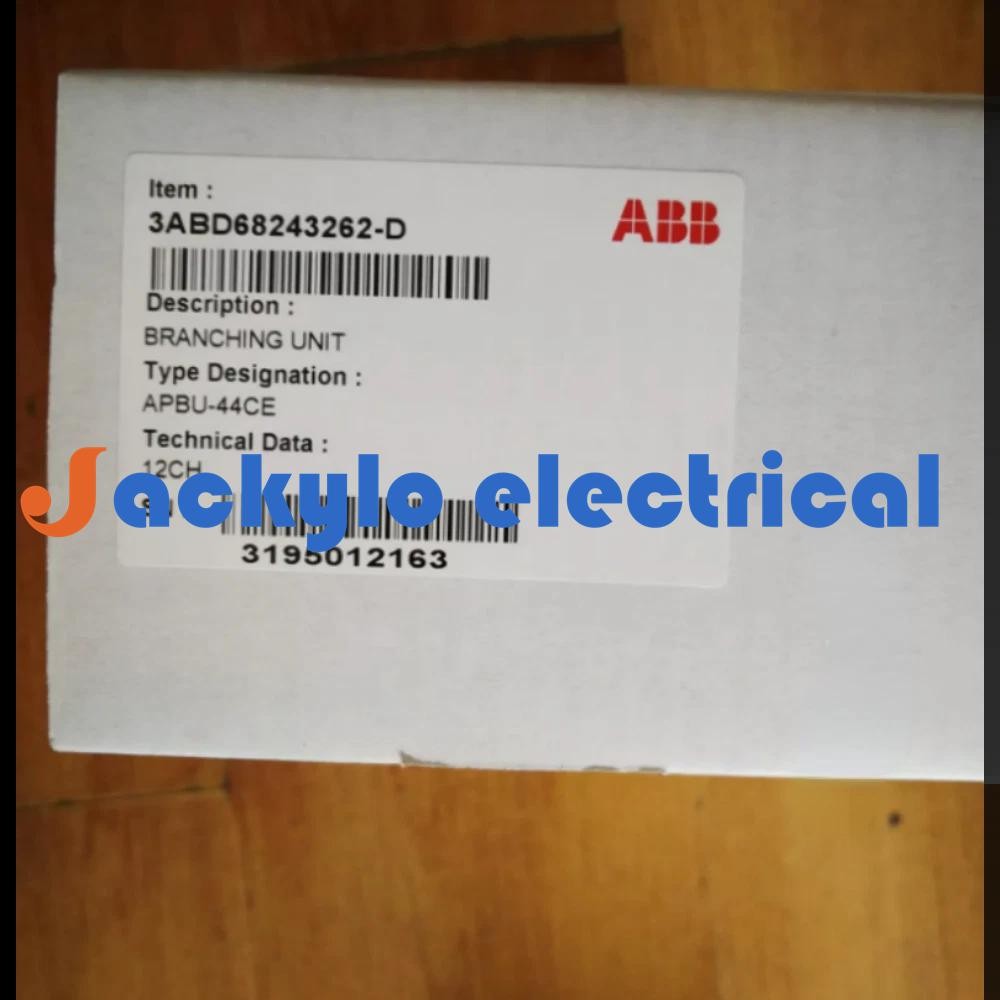 Item :
ABB
3ABD68243262-D
Description :
BRANCHING UNIT
Type Designation :
APBU-44CE
Technical Data :
12CH
Jackylo electrical
3195012163